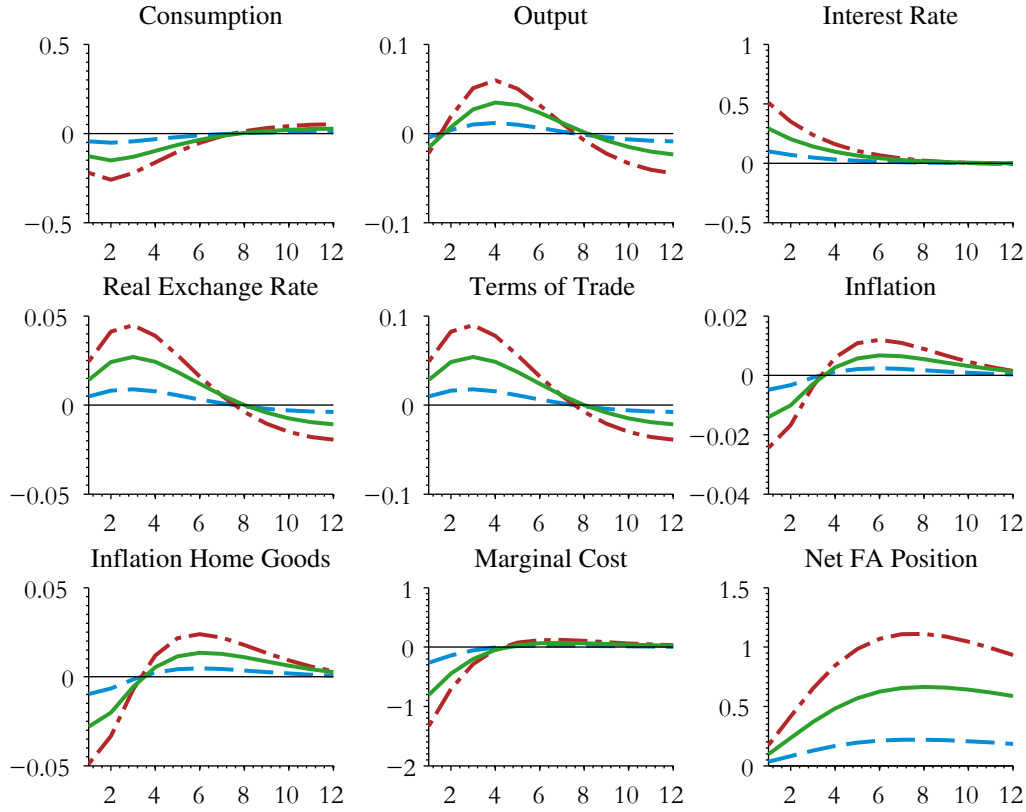 Consumption
0.5
0
−0.5
2 4 6 8 10 12
Output
0.1
0
−0.1
2 4 6 8 10 12
Interest Rate
1
0.5
0
−0.5
2 4 6 8 10 12
Real Exchange Rate
0.05
0
−0.05
2 4 6 8 10 12
Terms of Trade
0.1
0
−0.1
2 4 6 8 10 12
Inflation
0.02
0
−0.02
−0.04
2 4 6 8 10 12
Inflation Home Goods
0.05
0
−0.05
2 4 6 8 10 12
Marginal Cost
1
0
−1
−2
2 4 6 8 10 12
Net FA Position
1.5
1
0.5
0
2 4 6 8 10 12